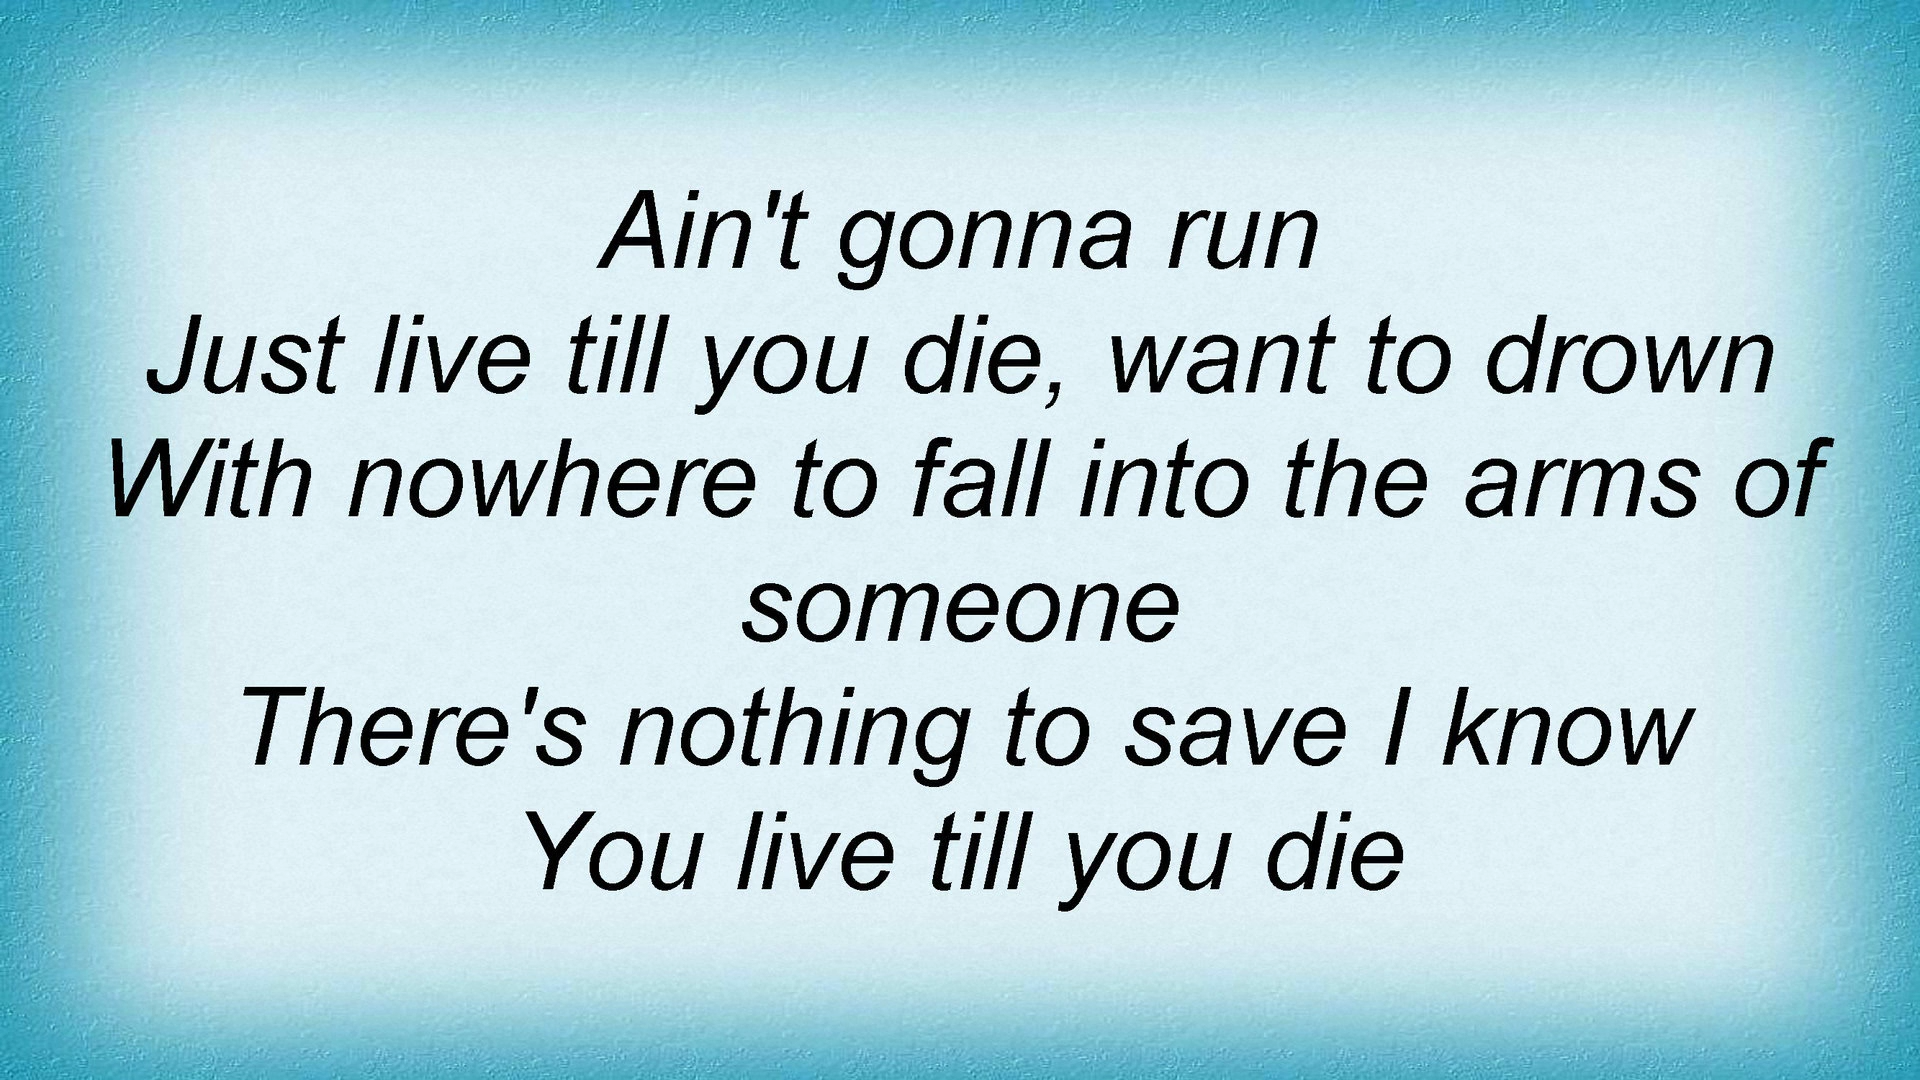 Ain't gonna run
Just live till you die, want to drown
With nowhere to fall into the arms of
someone
There's nothing to save I know
You live till you die